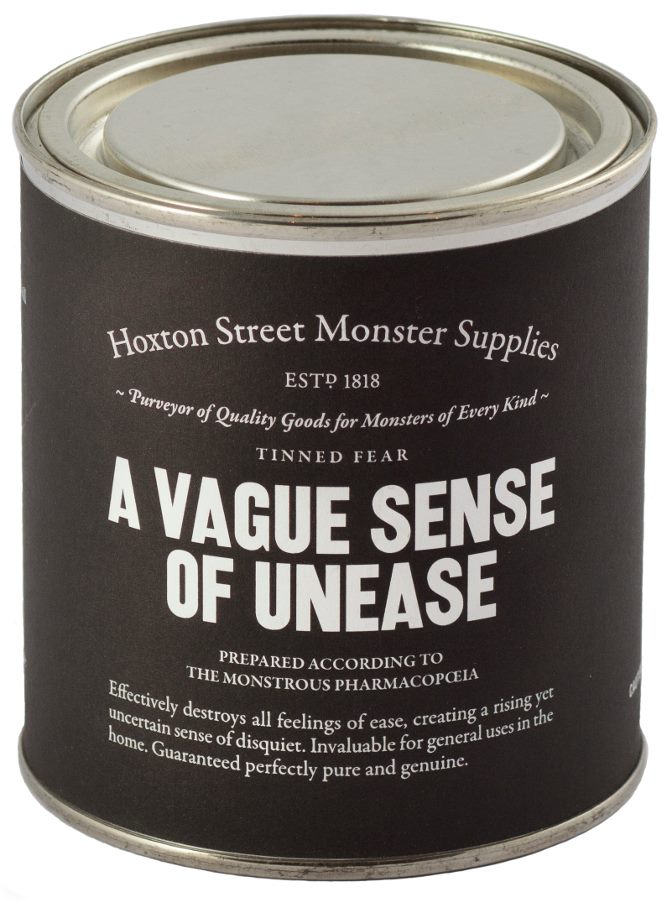 Hoxton Street Monster Supplies
ESTD 1818
~ Purveyor of Quality Goods for Monsters of Every Kind ~
TINNED FEAR
A VAGUE SENSE
OF UNEASE
PREPARED ACCORDING TO
THE MONSTROUS PHARMACOPŒIA
Effectively destroys all feelings of ease, creating a rising yet
uncertain sense of disquiet. Invaluable for general uses in the
home. Guaranteed perfectly pure and genuine.